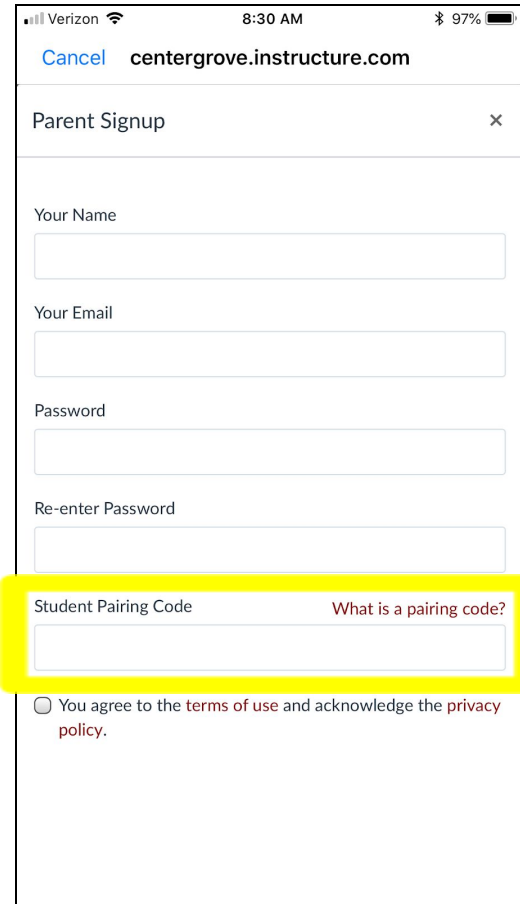 Verizon 8:30 AM 97%
Cancel centergrove.instructure.com
Parent Signup ×
Your Name
Your Email
Password
Re-enter Password
Student Pairing Code What is a pairing code?
You agree to the terms of use and acknowledge the privacy
policy.